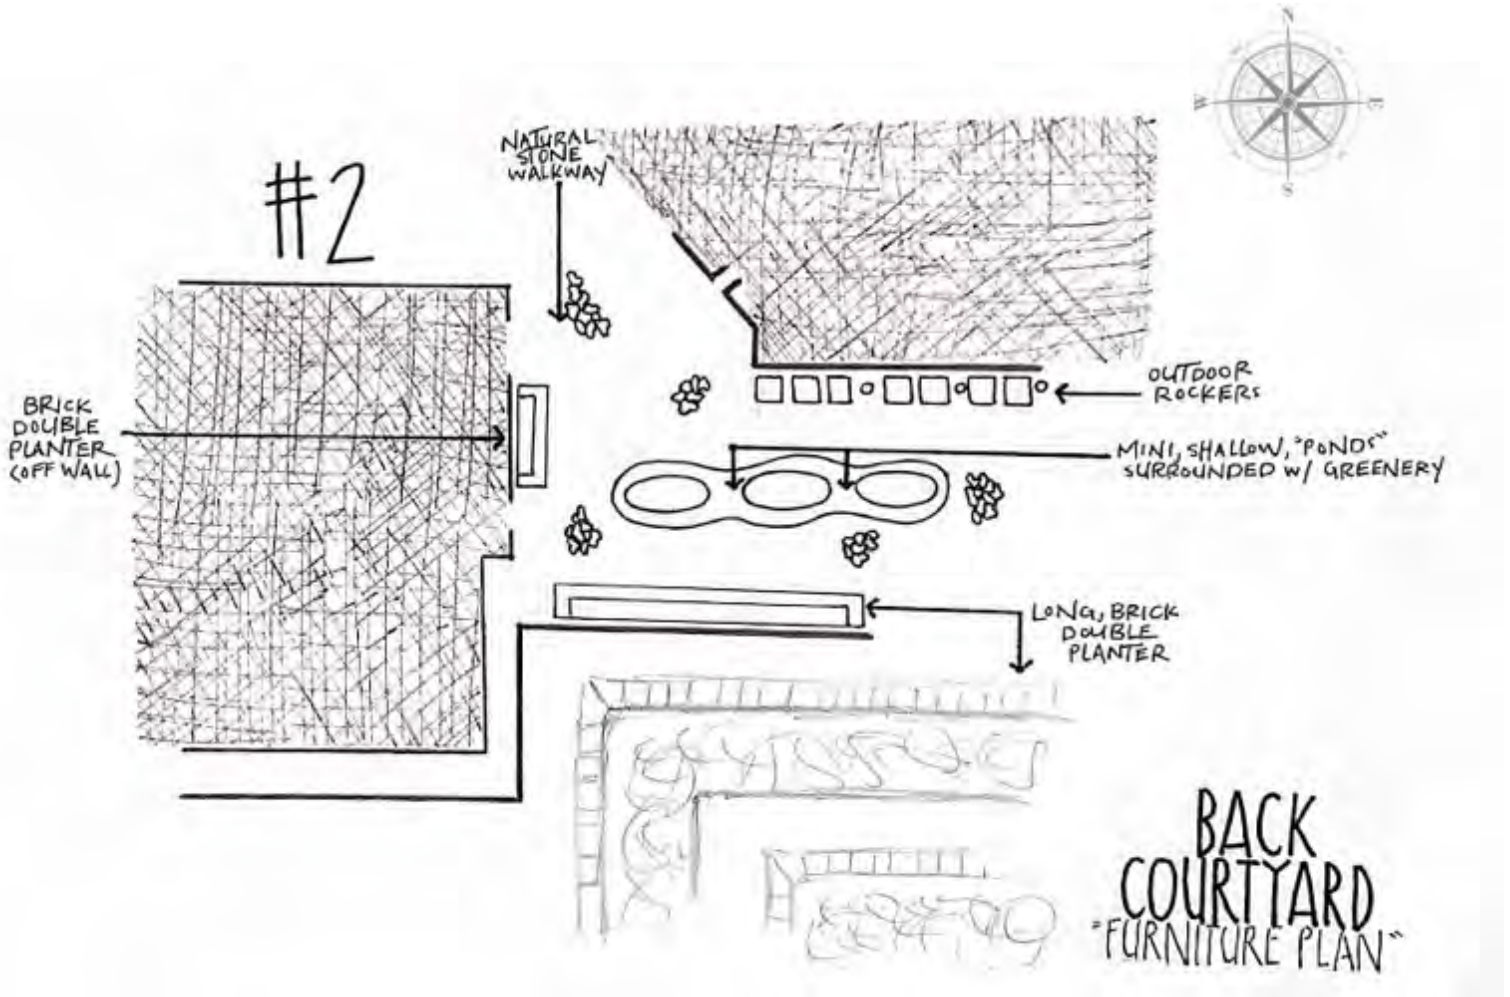 N
W
E
S
#2
NATURAL
STONE
WALKWAY
BRICK
DOUBLE
PLANTER
(OFF WALL)
OUTDOOR
ROCKERS
MINI, SHALLOW, "PONDS"
SURROUNDED W/ GREENERY
LONG, BRICK
DOUBLE
PLANTER
BACK
COURTYARD
"FURNITURE PLAN"